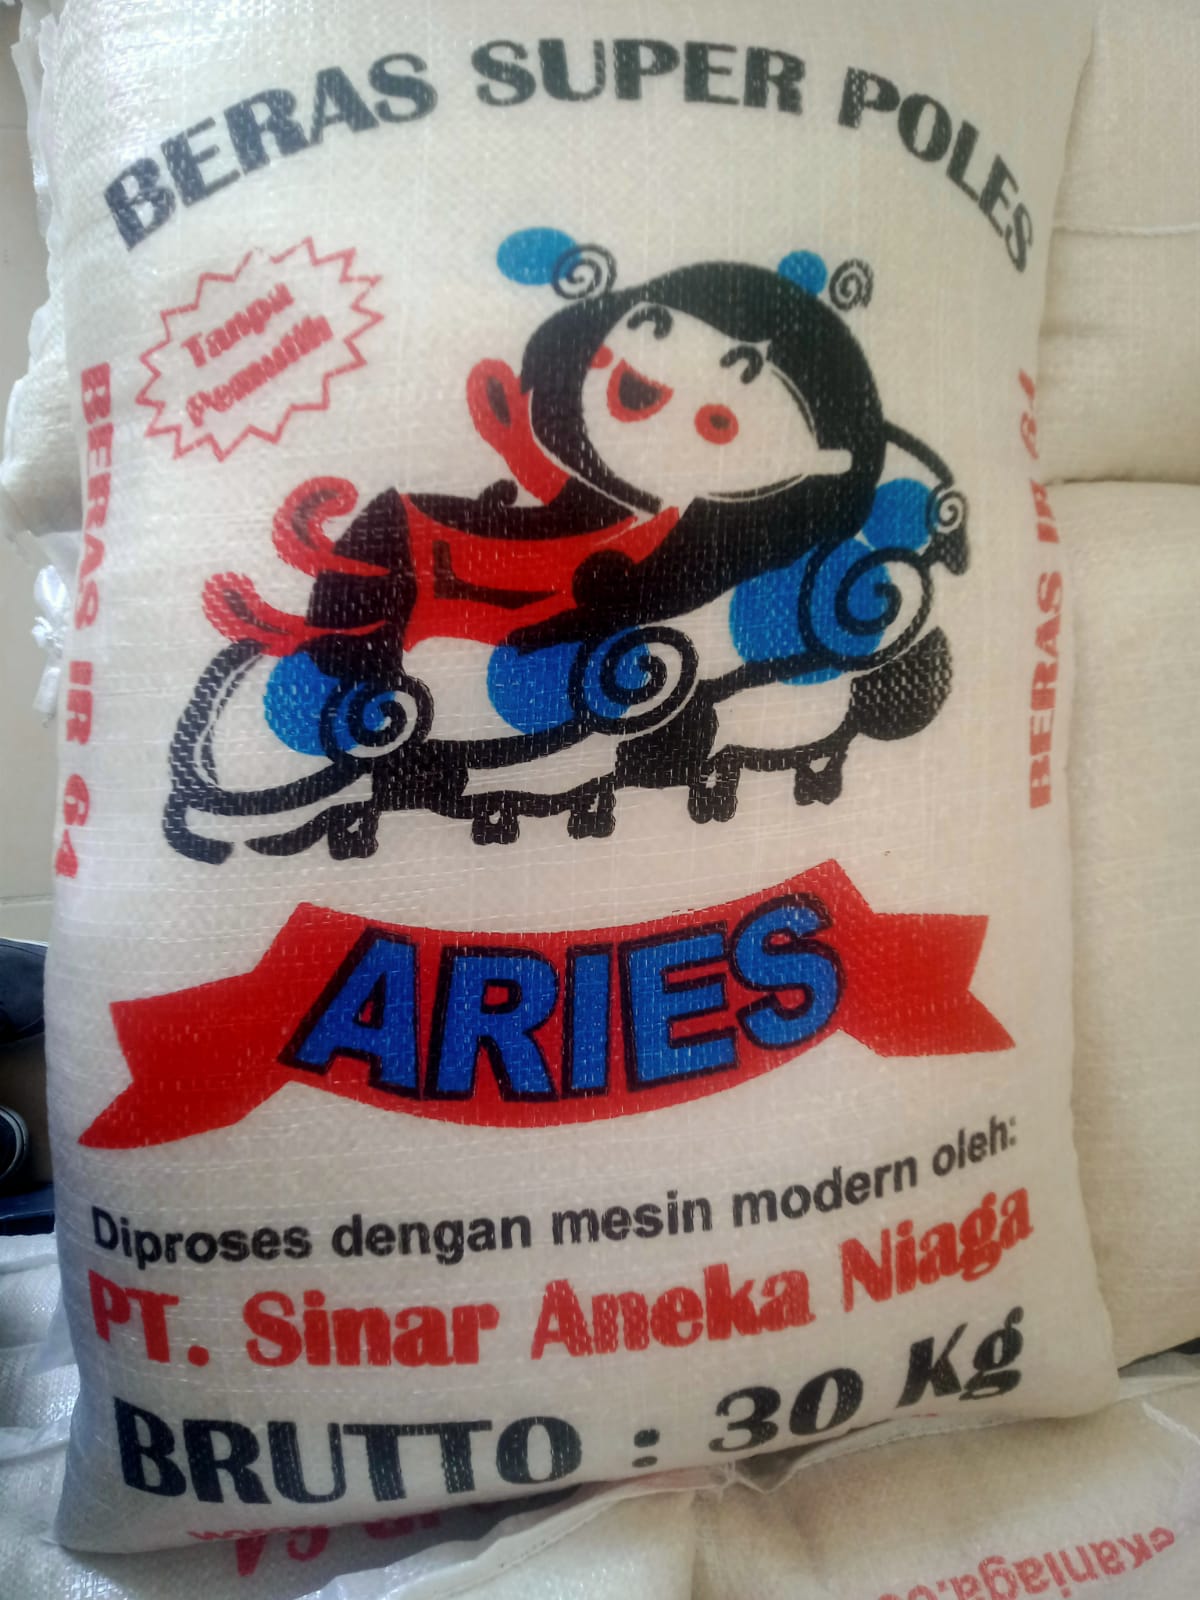 BERAS SUPER POLES
Tanpa
Pemutih
BERAS IR 64
BERAS IR 64
ARIES
Diproses dengan mesin modern oleh:
PT. Sinar Aneka Niaga
BRUTTO : 30 Kg